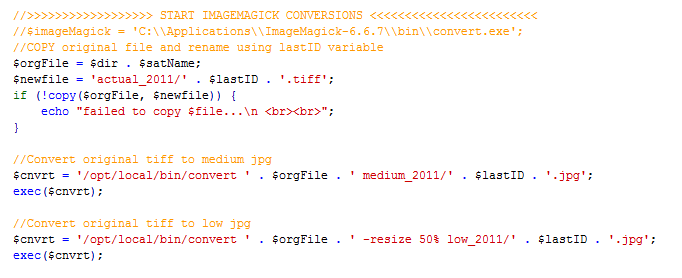 //>>>>>>>>>>>>>>>>>> START IMAGEMAGICK CONVERSIONS <<<<<<<<<<<<<<<<<<<<<<<<
//$imageMagick = 'C:\\Applications\\ImageMagick-6.6.7\\bin\\convert.exe';
//COPY original file and rename using lastID variable
$orgFile = $dir . $satName;
$newfile = 'actual_2011/' . $lastID . '.tiff';
if (!copy($orgFile, $newfile)) {
    echo "failed to copy $file...\n <br><br>";
}
//Convert original tiff to medium jpg
$cnvrt = '/opt/local/bin/convert ' . $orgFile . ' medium_2011/' . $lastID . '.jpg';
exec($cnvrt);
//Convert original tiff to low jpg
$cnvrt = '/opt/local/bin/convert ' . $orgFile . ' -resize 50% low_2011/' . $lastID . '.jpg';
exec($cnvrt);